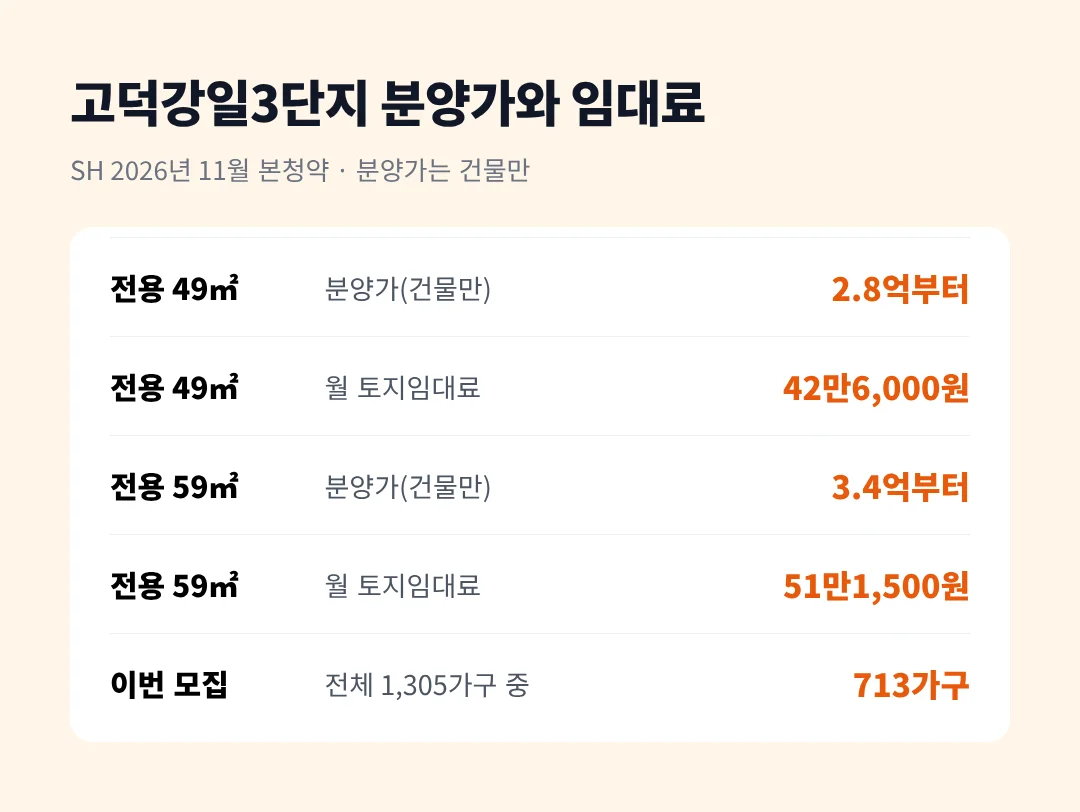 고덕강일3단지 분양가와 임대료
SH 2026년 11월 본청약 · 분양가는 건물만
전용 49㎡ 분양가(건물만) 2.8억부터
전용 49㎡ 월 토지임대료 42만6,000원
전용 59㎡ 분양가(건물만) 3.4억부터
전용 59㎡ 월 토지임대료 51만1,500원
이번 모집 전체 1,305가구 중 713가구